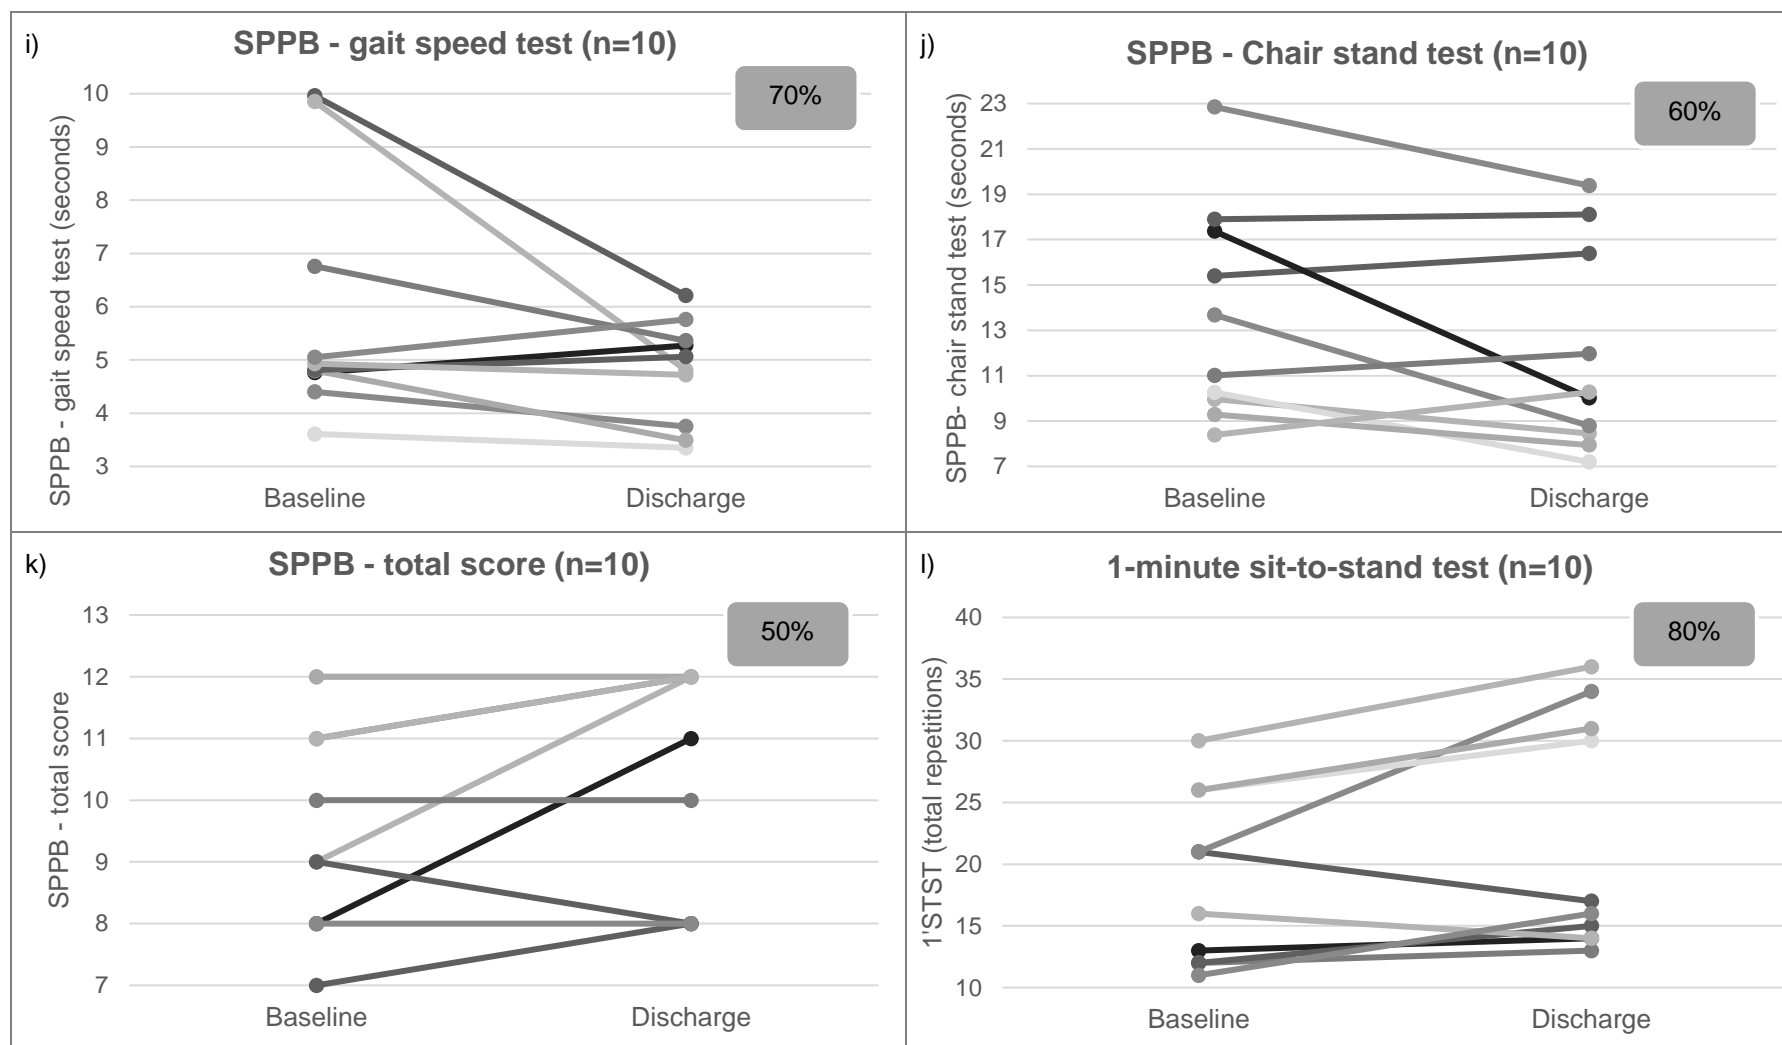 i)
SPPB - gait speed test (n=10)
70%
SPPB - gait speed test (seconds)
10
9
8
7
6
5
4
3
Baseline
Discharge
j)
SPPB - Chair stand test (n=10)
60%
SPPB- chair stand test (seconds)
23
21
19
17
15
13
11
9
7
Baseline
Discharge
k)
SPPB - total score (n=10)
50%
SPPB - total score
13
12
11
10
9
8
7
Baseline
Discharge
l)
1-minute sit-to-stand test (n=10)
80%
1'STST (total repetitions)
40
35
30
25
20
15
10
Baseline
Discharge